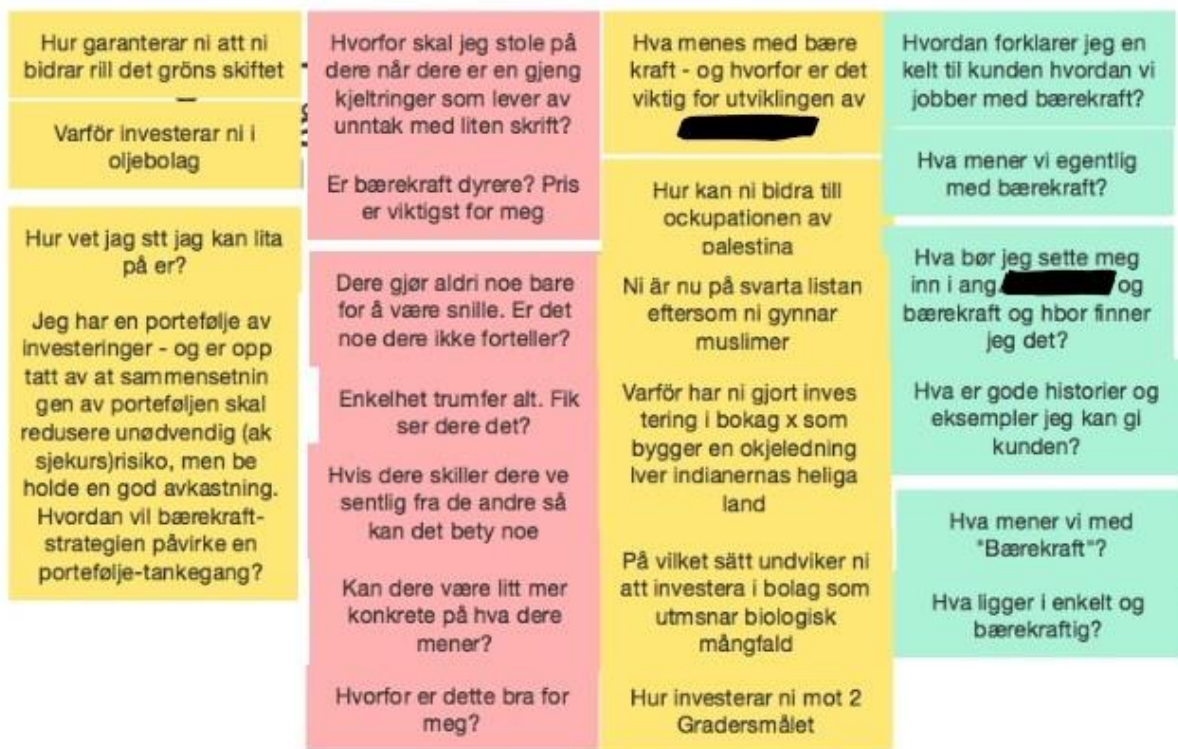 Hur garanterar ni att ni
bidrar rill det gröns skiftet
Varför investerar ni i
oljebolag
Hur vet jag stt jag kan lita
på er?
Jeg har en portefølje av
investeringer - og er opp
tatt av at sammensetnin
gen av porteføljen skal
redusere unødvendig (ak
sjekurs)risiko, men be
holde en god avkastning.
Hvordan vil bærekraft-
strategien påvirke en
portefølje-tankegang?
Hvorfor skal jeg stole på
dere når dere er en gjeng
kjeltringer som lever av
unntak med liten skrift?
Er bærekraft dyrere? Pris
er viktigst for meg
Dere gjør aldri noe bare
for å være snille. Er det
noe dere ikke forteller?
Enkelhet trumfer alt. Fik
ser dere det?
Hvis dere skiller dere ve
sentlig fra de andre så
kan det bety noe
Kan dere være litt mer
konkrete på hva dere
mener?
Hvorfor er dette bra for
meg?
Hva menes med bære
kraft - og hvorfor er det
viktig for utviklingen av
Hur kan ni bidra till
ockupationen av
palestina
Ni är nu på svarta listan
eftersom ni gynnar
muslimer
Varför har ni gjort inves
tering i bokag x som
bygger en okjeledning
lver indianernas heliga
land
På vilket sätt undviker ni
att investera i bolag som
utmsnar biologisk
mångfald
Hur investerar ni mot 2
Gradersmålet
Hvordan forklarer jeg en
kelt til kunden hvordan vi
jobber med bærekraft?
Hva mener vi egentlig
med bærekraft?
Hva bør jeg sette meg
inn i ang og
bærekraft og hbor finner
jeg det?
Hva er gode historier og
eksempler jeg kan gi
kunden?
Hva mener vi med
"Bærekraft"?
Hva ligger i enkelt og
bærekraftig?